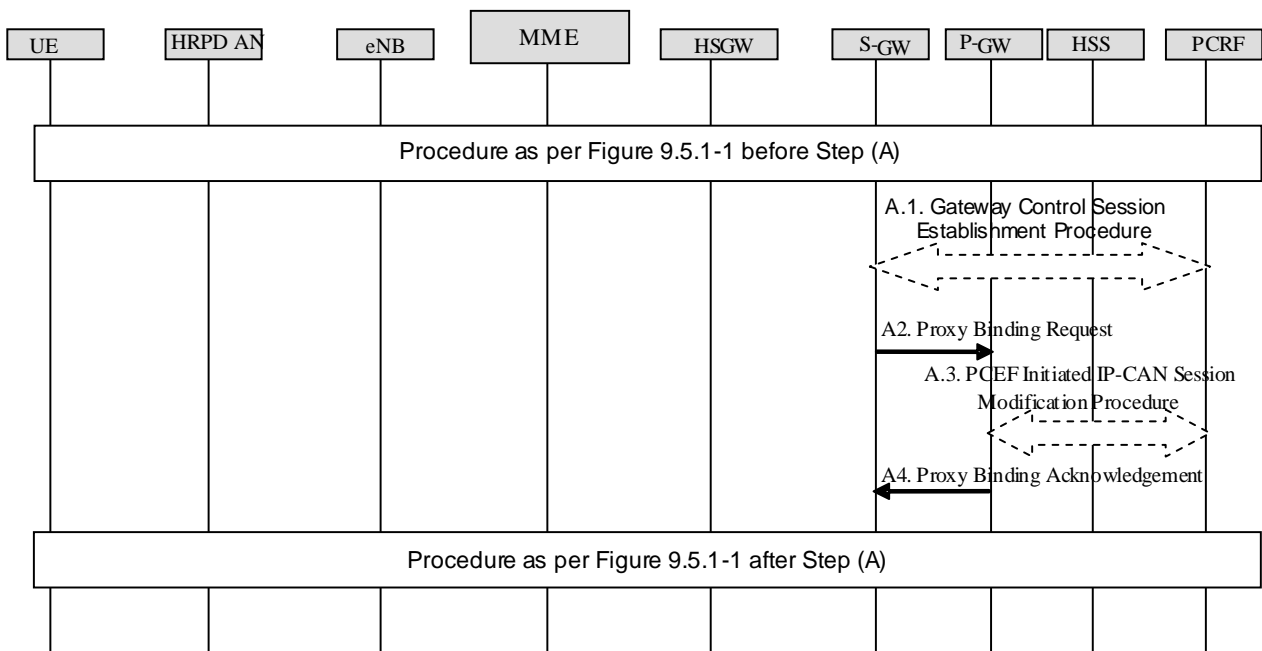 UE
HRPD AN
eNB
MME
HSGW
S-GW
P-GW
HSS
PCRF
Procedure as per Figure 9.5.1-1 before Step (A)
A.1. Gateway Control Session
Establishment Procedure
A2. Proxy Binding Request
A.3. PCEF Initiated IP-CAN Session
Modification Procedure
A4. Proxy Binding Acknowledgement
Procedure as per Figure 9.5.1-1 after Step (A)